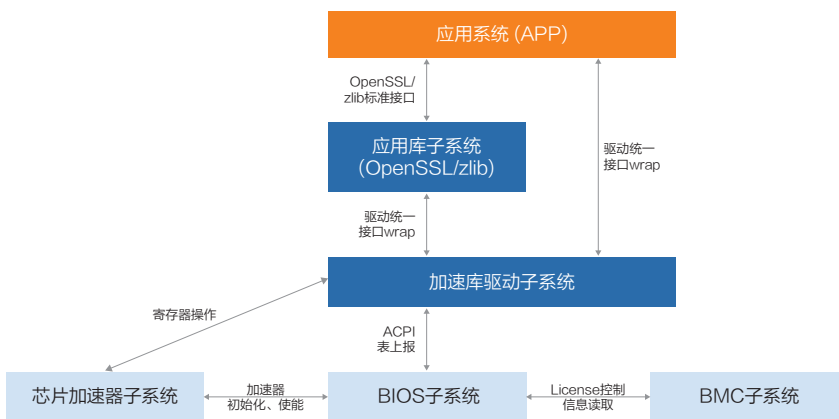 应用系统 (APP)
OpenSSL/
zlib标准接口
应用库子系统
(OpenSSL/zlib)
驱动统一
接口wrap
驱动统一
接口wrap
加速库驱动子系统
寄存器操作
ACPI
表上报
芯片加速器子系统
加速器
初始化、使能
BIOS子系统
License控制
信息读取
BMC子系统